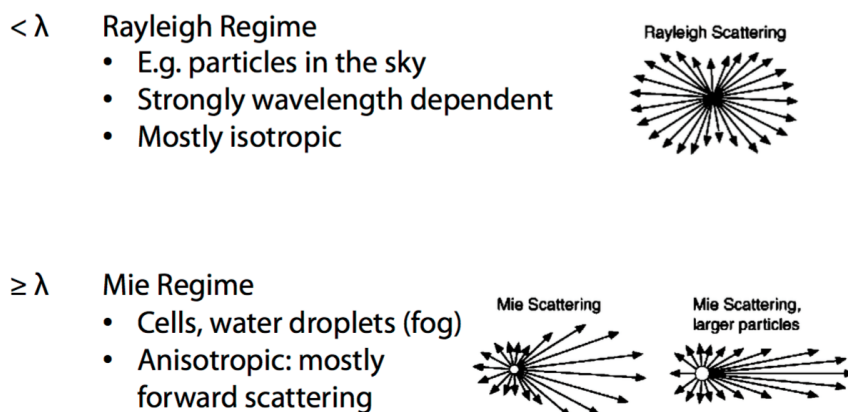 < λ Rayleigh Regime
• E.g. particles in the sky
• Strongly wavelength dependent
• Mostly isotropic
Rayleigh Scattering
≥ λ Mie Regime
• Cells, water droplets (fog)
• Anisotropic: mostly
forward scattering
Mie Scattering
Mie Scattering,
larger particles